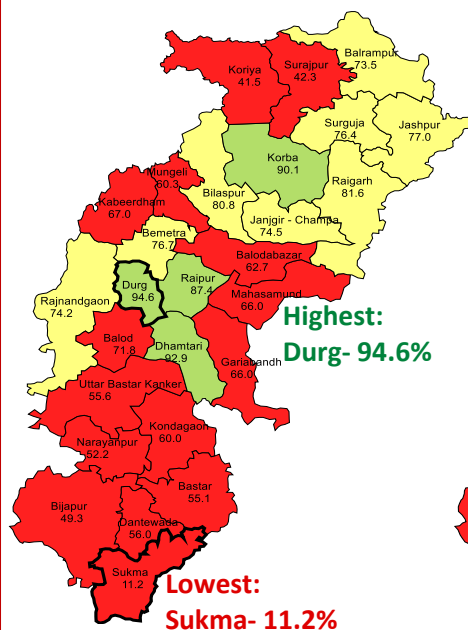 Balrampur
73.5
Koriya
41.5
Surajpur
42.3
Surguja
76.4
Jashpur
77.0
Korba
90.1
Mungeli
60.3
Raigarh
81.6
Kabeerdham
67.0
Bilaspur
80.8
Janjgir - Champa
74.5
Bemetra
76.7
Balodabazar
62.7
Durg
94.6
Raipur
87.4
Mahasamund
66.0
Rajnandgaon
74.2
Highest:
Durg- 94.6%
Balod
71.8
Dhamtari
92.9
Gariabandh
66.0
Uttar Bastar Kanker
55.6
Kondagaon
60.0
Narayanpur
52.2
Bastar
55.1
Bijapur
49.3
Dantewada
56.0
Sukma
11.2
Lowest:
Sukma- 11.2%